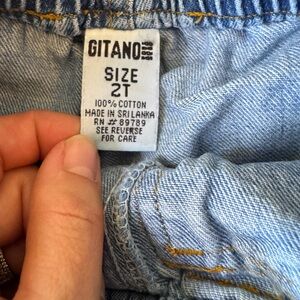 GITANO
SIZE
2T
100% COTTON
MADE IN SRI LANKA
RN # 89789
SEE REVERSE
FOR CARE